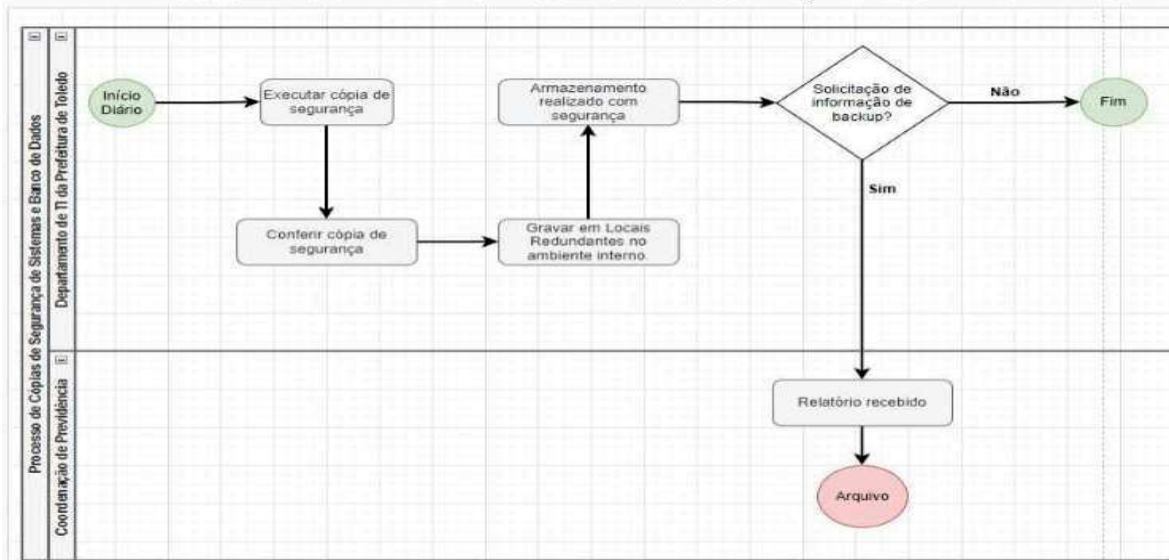 Processo de Cópias de Segurança de Sistemas e Banco de Dados
Departamento de TI da Prefeitura de Toledo
Início
Diário
Executar cópia de
segurança
Conferir cópia de
segurança
Gravar em Locais
Redundantes no
ambiente interno.
Armazenamento
realizado com
segurança
Solicitação de
informação de
backup?
Não
Fim
Sim
Coordenação de Previdência
Relatório recebido
Arquivo